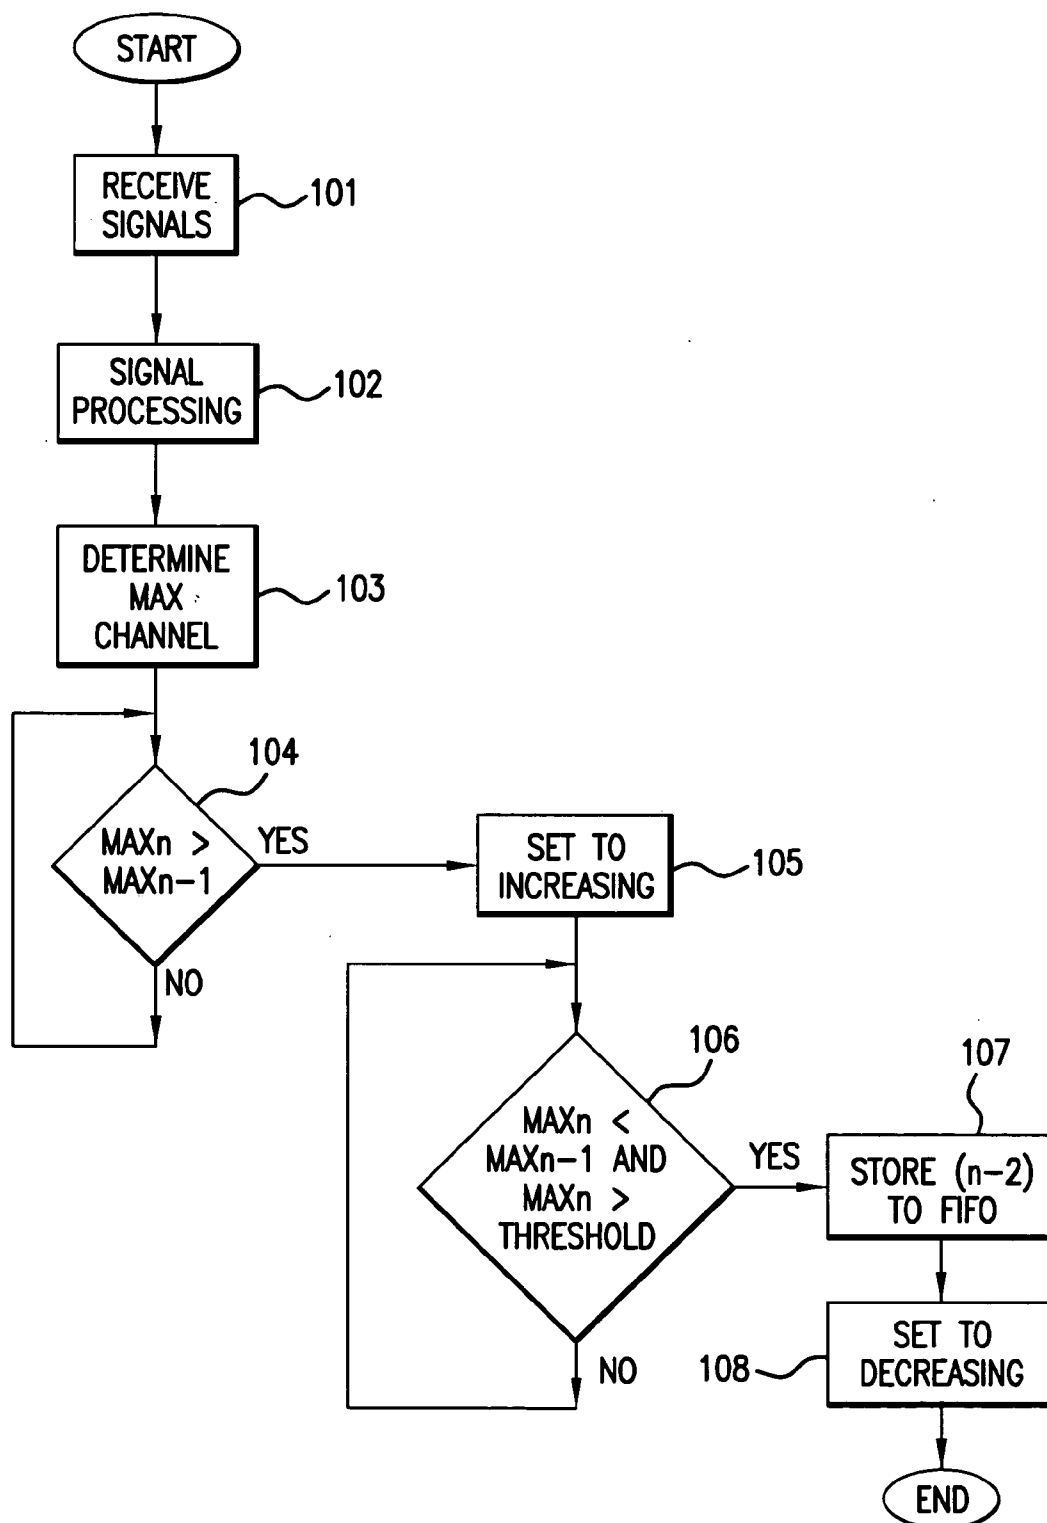 START
RECEIVE
SIGNALS
101
SIGNAL
PROCESSING
102
DETERMINE
MAX
CHANNEL
103
104
MAXn >
MAXn-1
YES
NO
SET TO
INCREASING
105
106
MAXn <
MAXn-1 AND
MAXn >
THRESHOLD
YES
NO
107
STORE (n-2)
TO FIFO
SET TO
DECREASING
108
END